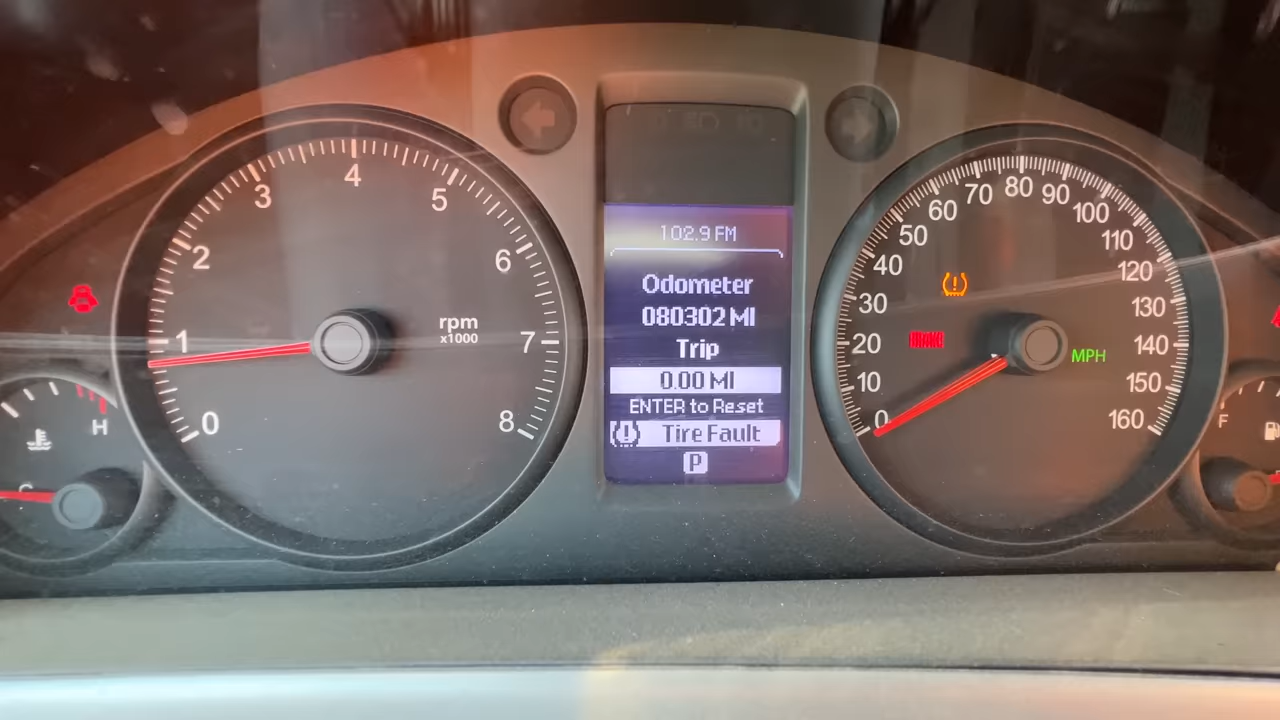 102.9 FM
Odometer
080302 MI
Trip
0.00 MI
ENTER to Reset
Tire Fault
P
0
1
2
3
4
5
6
7
8
rpm
x1000
H
C
0
10
20
30
40
50
60
70
80
90
100
110
120
130
140
150
160
BRAKE
MPH
F